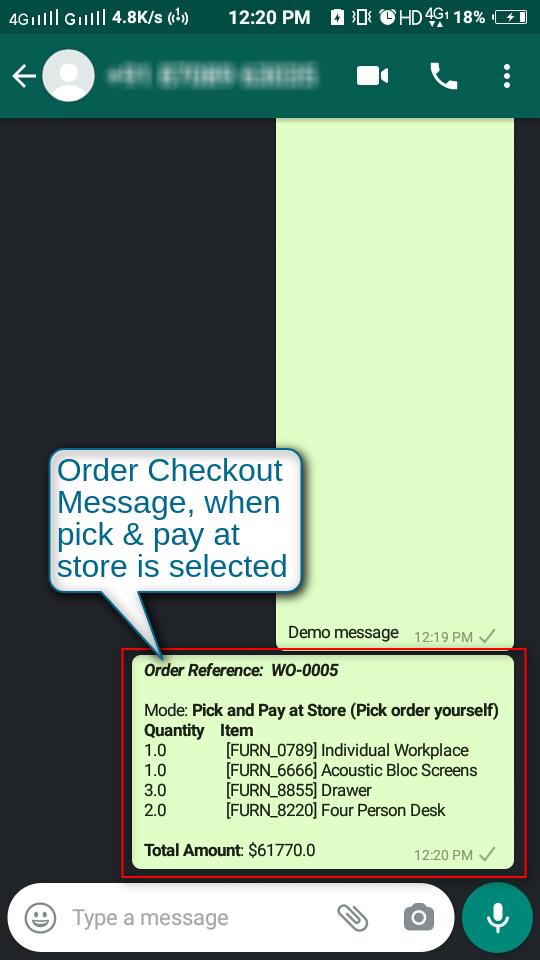 4G G 4.8K/s 12:20 PM HD 4G 1 18%
Demo message 12:19 PM
Order Checkout
Message, when
pick & pay at
store is selected
Order Reference: WO-0005
Mode: Pick and Pay at Store (Pick order yourself)
Quantity Item
1.0 [FURN_0789] Individual Workplace
1.0 [FURN_6666] Acoustic Bloc Screens
3.0 [FURN_8855] Drawer
2.0 [FURN_8220] Four Person Desk
Total Amount: $61770.0 12:20 PM
Type a message